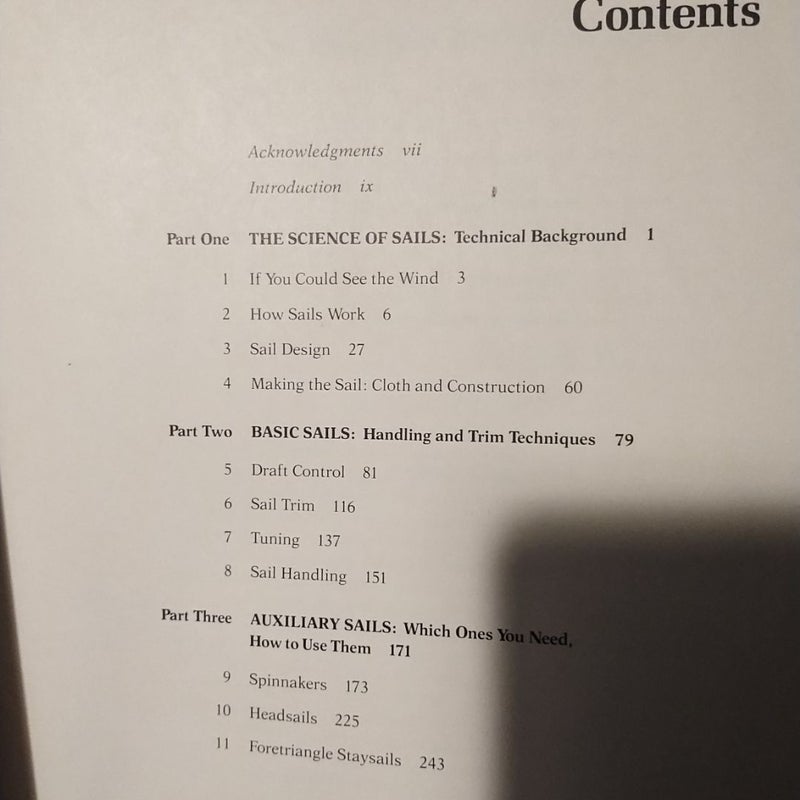 Contents
Acknowledgments vii
Introduction ix
Part One THE SCIENCE OF SAILS: Technical Background 1
1 If You Could See the Wind 3
2 How Sails Work 6
3 Sail Design 27
4 Making the Sail: Cloth and Construction 60
Part Two BASIC SAILS: Handling and Trim Techniques 79
5 Draft Control 81
6 Sail Trim 116
7 Tuning 137
8 Sail Handling 151
Part Three AUXILIARY SAILS: Which Ones You Need,
How to Use Them 171
9 Spinnakers 173
10 Headsails 225
11 Foretriangle Staysails 243